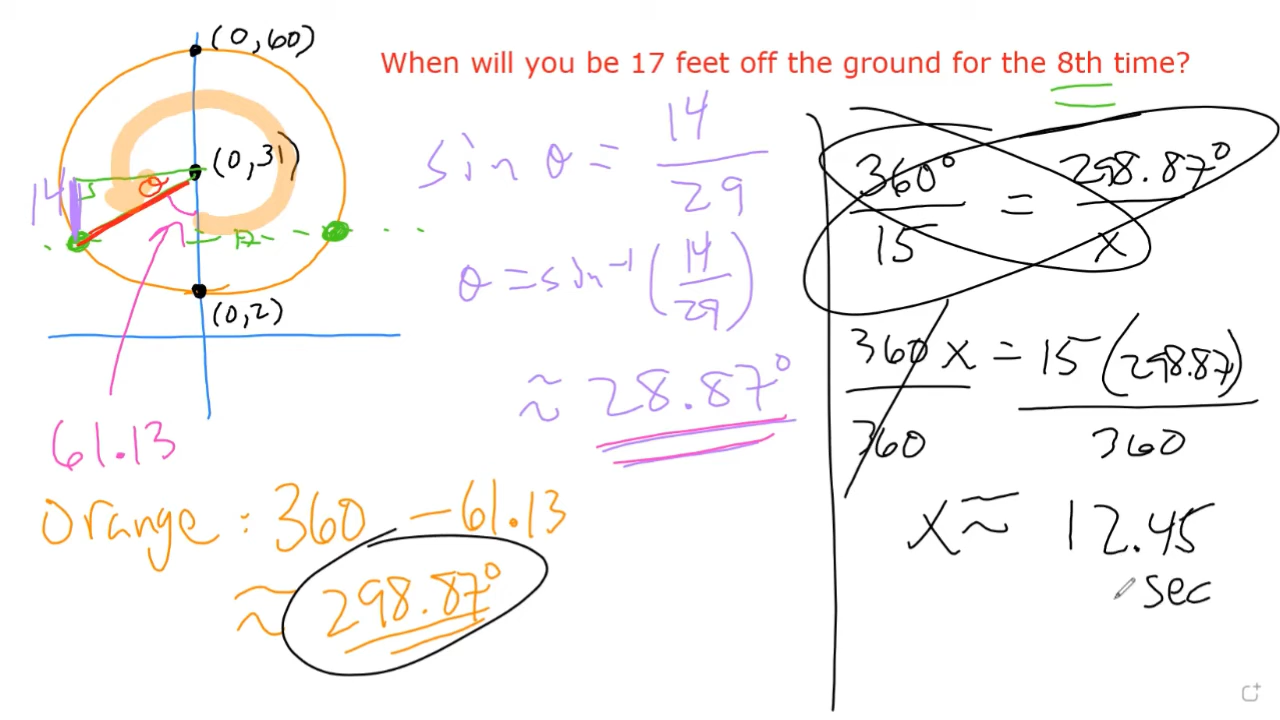 (0,60)
When will you be 17 feet off the ground for the 8th time?
(0,31)
14
θ
17
(0,2)
61.13
sin θ = 14/29
θ = sin⁻¹(14/29)
≈ 28.87°
Orange: 360 - 61.13
≈ 298.87°
360°/15 = 298.87°/x
360x/360 = 15(298.87)/360
x ≈ 12.45
sec